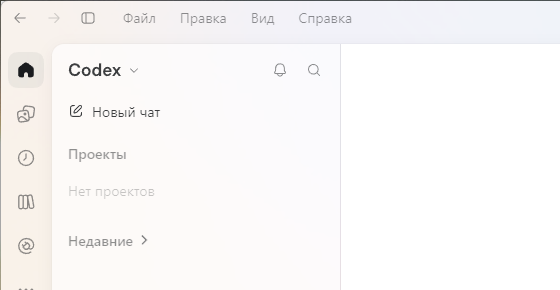 Файл Правка Вид Справка
Codex
Новый чат
Проекты
Нет проектов
Недавние